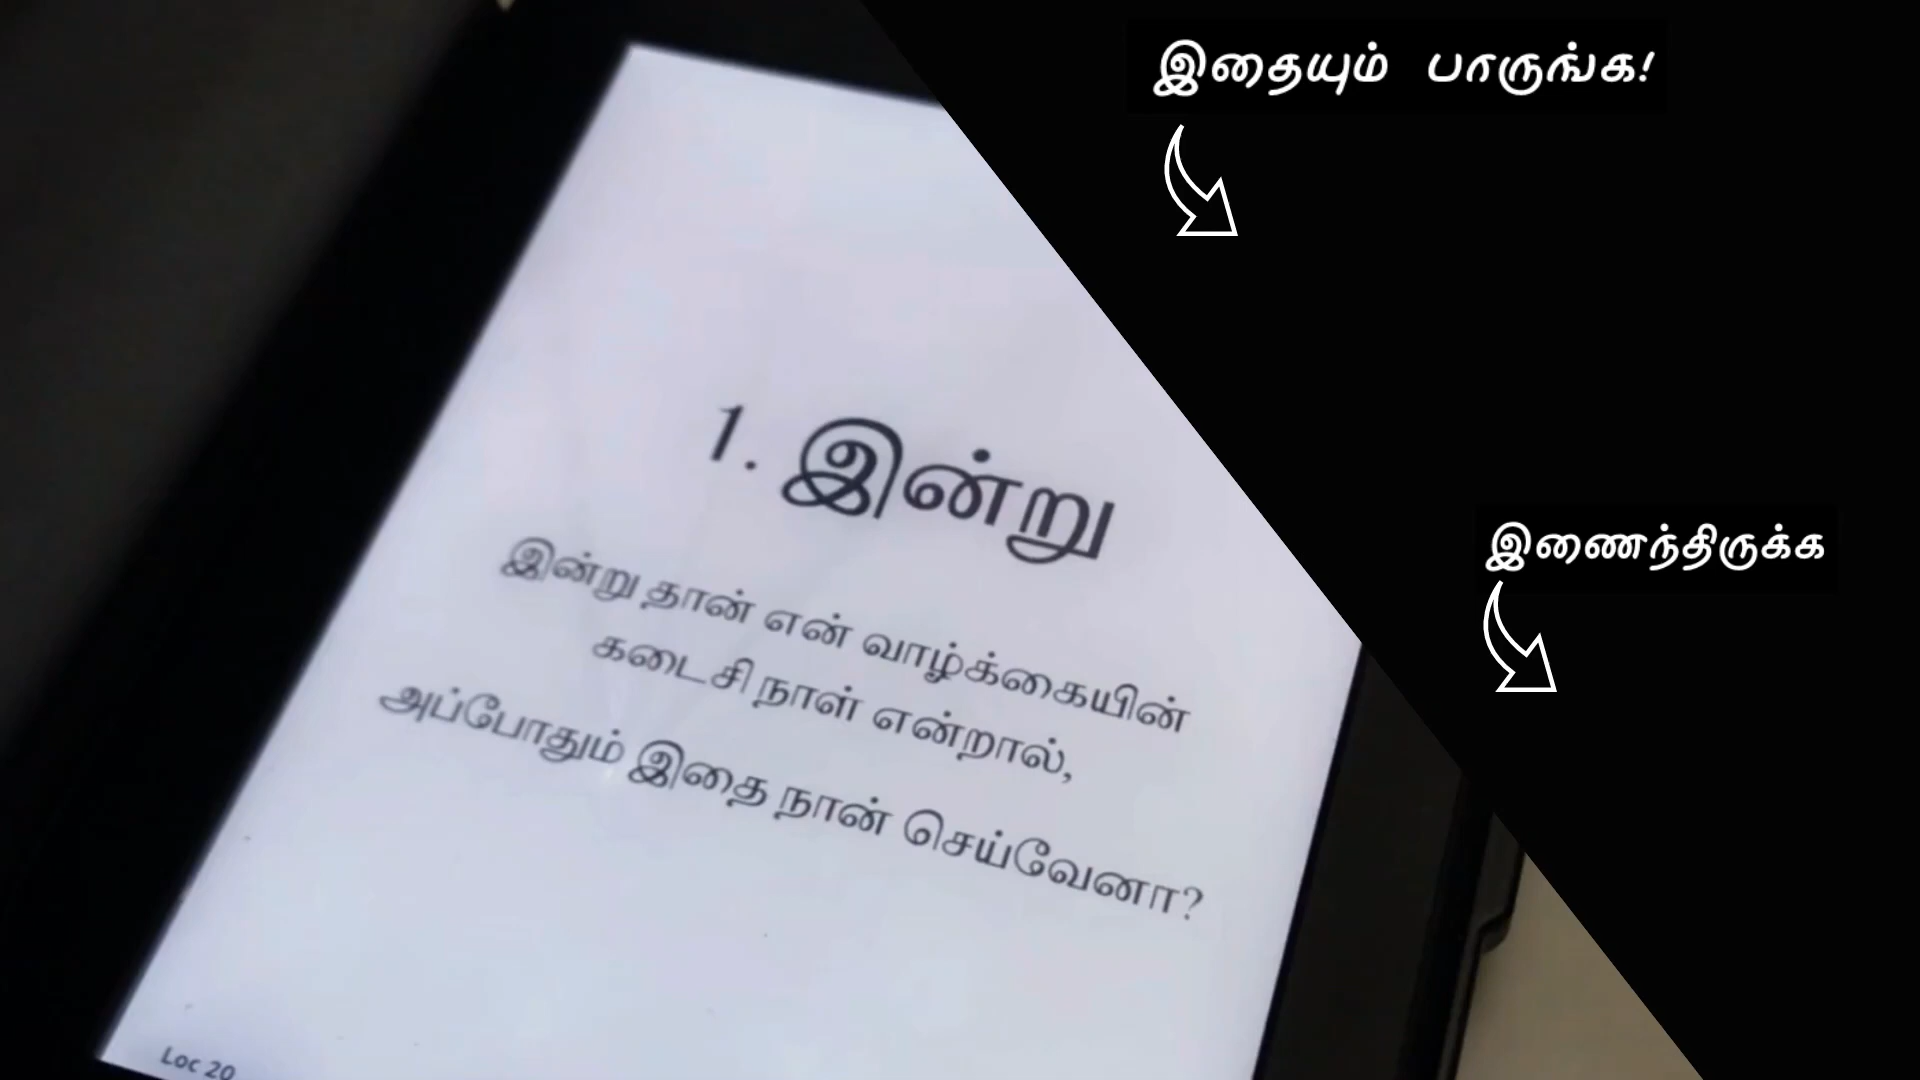 இதையும் பாருங்க!
1. இன்று
இன்று தான் என் வாழ்க்கையின்
கடைசி நாள் என்றால்,
அப்போதும் இதை நான் செய்வேனா?
இணைந்திருக்க
Loc 20